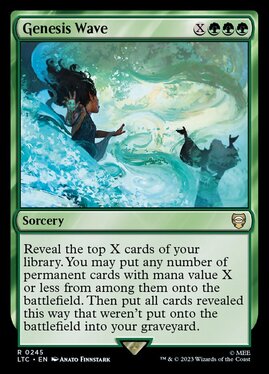 Genesis Wave X
Sorcery
Reveal the top X cards of your
library. You may put any number of
permanent cards with mana value X
or less from among them onto the
battlefield. Then put all cards revealed
this way that weren't put onto the
battlefield into your graveyard.
R 0245
LTC • EN ANATO FINNSTARK
© MEE
™ & © 2023 Wizards of the Coast